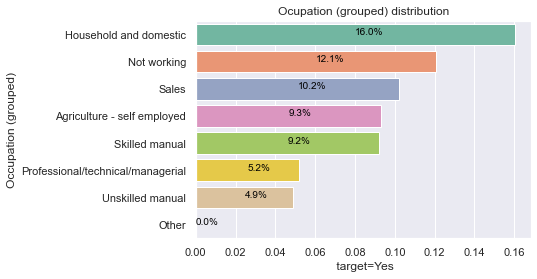 Ocupation (grouped) distribution
Occupation (grouped)
Household and domestic 16.0%
Not working 12.1%
Sales 10.2%
Agriculture - self employed 9.3%
Skilled manual 9.2%
Professional/technical/managerial 5.2%
Unskilled manual 4.9%
Other 0.0%
0.00 0.02 0.04 0.06 0.08 0.10 0.12 0.14 0.16
target=Yes